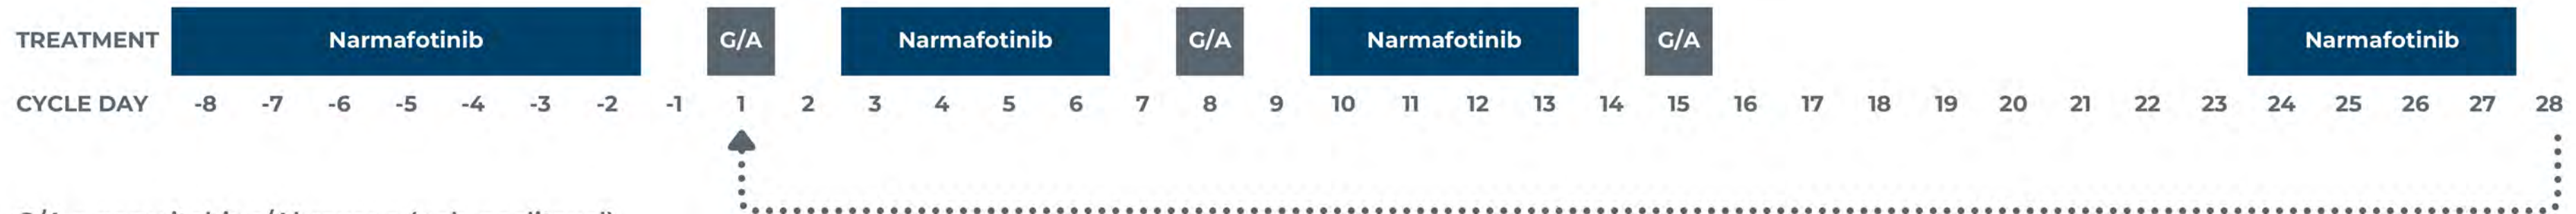 TREATMENT Narmafotinib G/A Narmafotinib G/A Narmafotinib G/A Narmafotinib
CYCLE DAY -8 -7 -6 -5 -4 -3 -2 -1 1 2 3 4 5 6 7 8 9 10 11 12 13 14 15 16 17 18 19 20 21 22 23 24 25 26 27 28